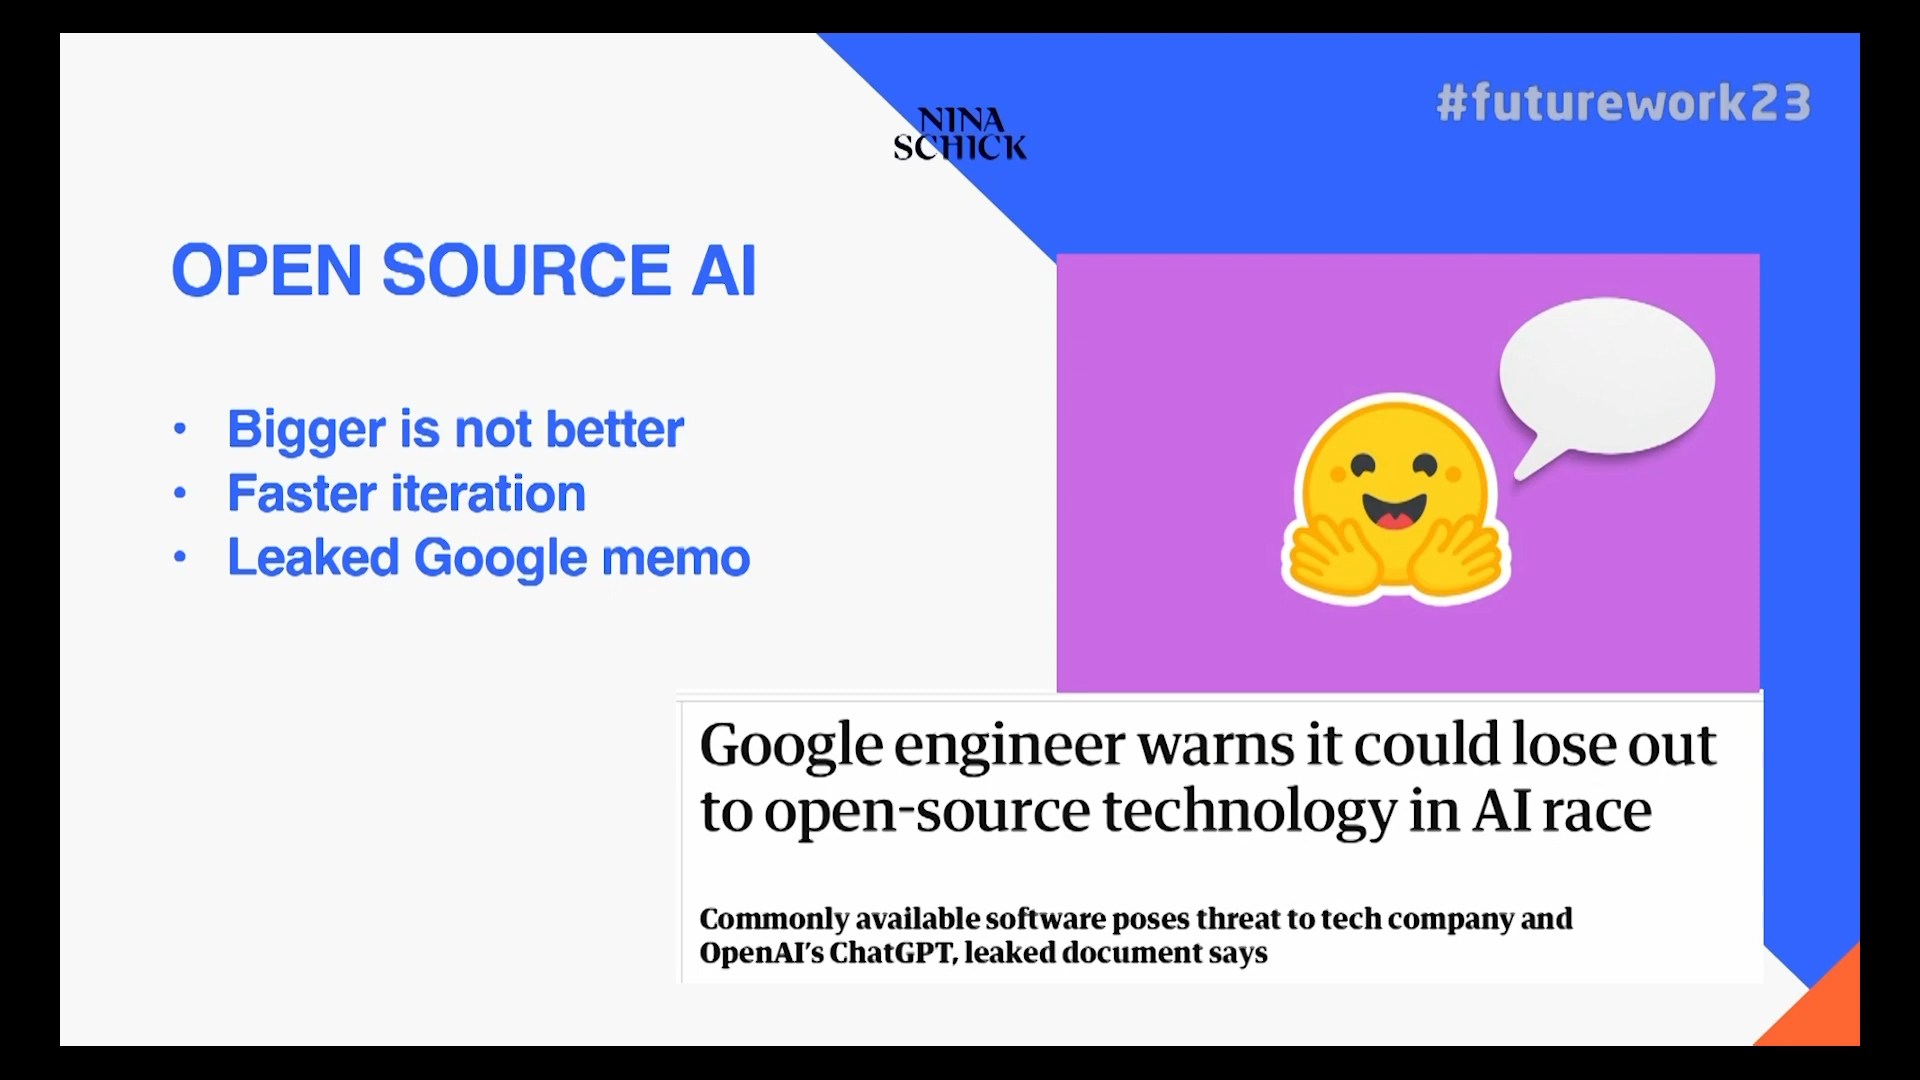 #futurework23
NINA
SCHICK
OPEN SOURCE AI
• Bigger is not better
• Faster iteration
• Leaked Google memo
Google engineer warns it could lose out
to open-source technology in AI race
Commonly available software poses threat to tech company and
OpenAI's ChatGPT, leaked document says